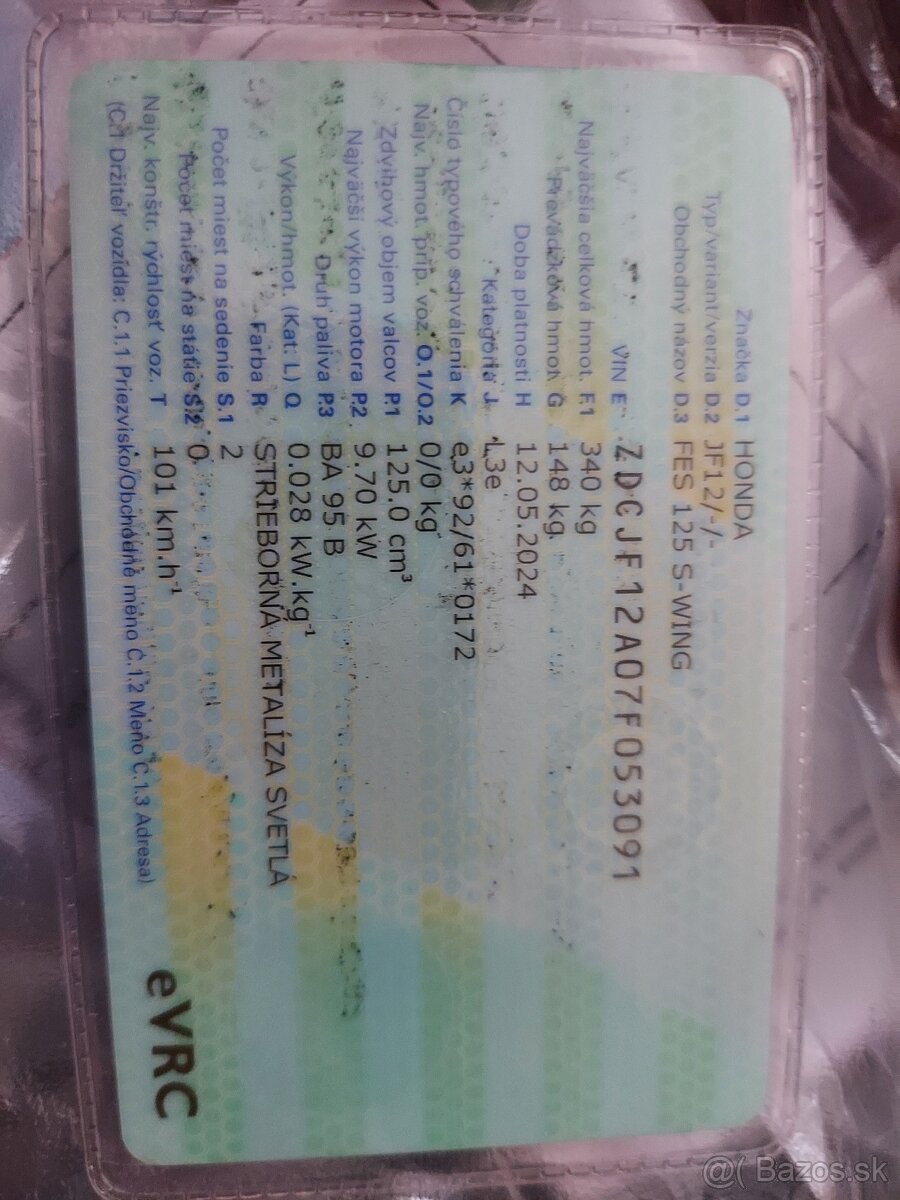 Značka D.1 HONDA
Typ/variant/verzia D.2 JF12/-/-
Obchodný názov D.3 FES 125 S-WING
VIN E ZDCJF12A07F053091
Najväčšia celková hmot. F.1 340 kg
Prevádzková hmot. G 148 kg
Doba platnosti H 12.05.2024
Kategória J L3e
Číslo typového schválenia K e3*92/61*0172
Najv. hmot. príp. voz. O.1/O.2 0/0 kg
Zdvihový objem valcov P.1 125.0 cm³
Najväčší výkon motora P.2 9.70 kW
Druh paliva P.3 BA 95 B
Výkon/hmot. (Kat. L) Q 0.028 kW.kg⁻¹
Farba R STRIEBORNÁ METALÍZA SVETLÁ
Počet miest na sedenie S.1 2
Počet miest na státie S.2 0
Najv. konštr. rýchlosť voz. T 101 km.h⁻¹
(C.1 Držiteľ vozidla: C.1.1 Priezvisko/Obchodné meno C.1.2 Meno C.1.3 Adresa)
eVRC
@( Bazos.sk